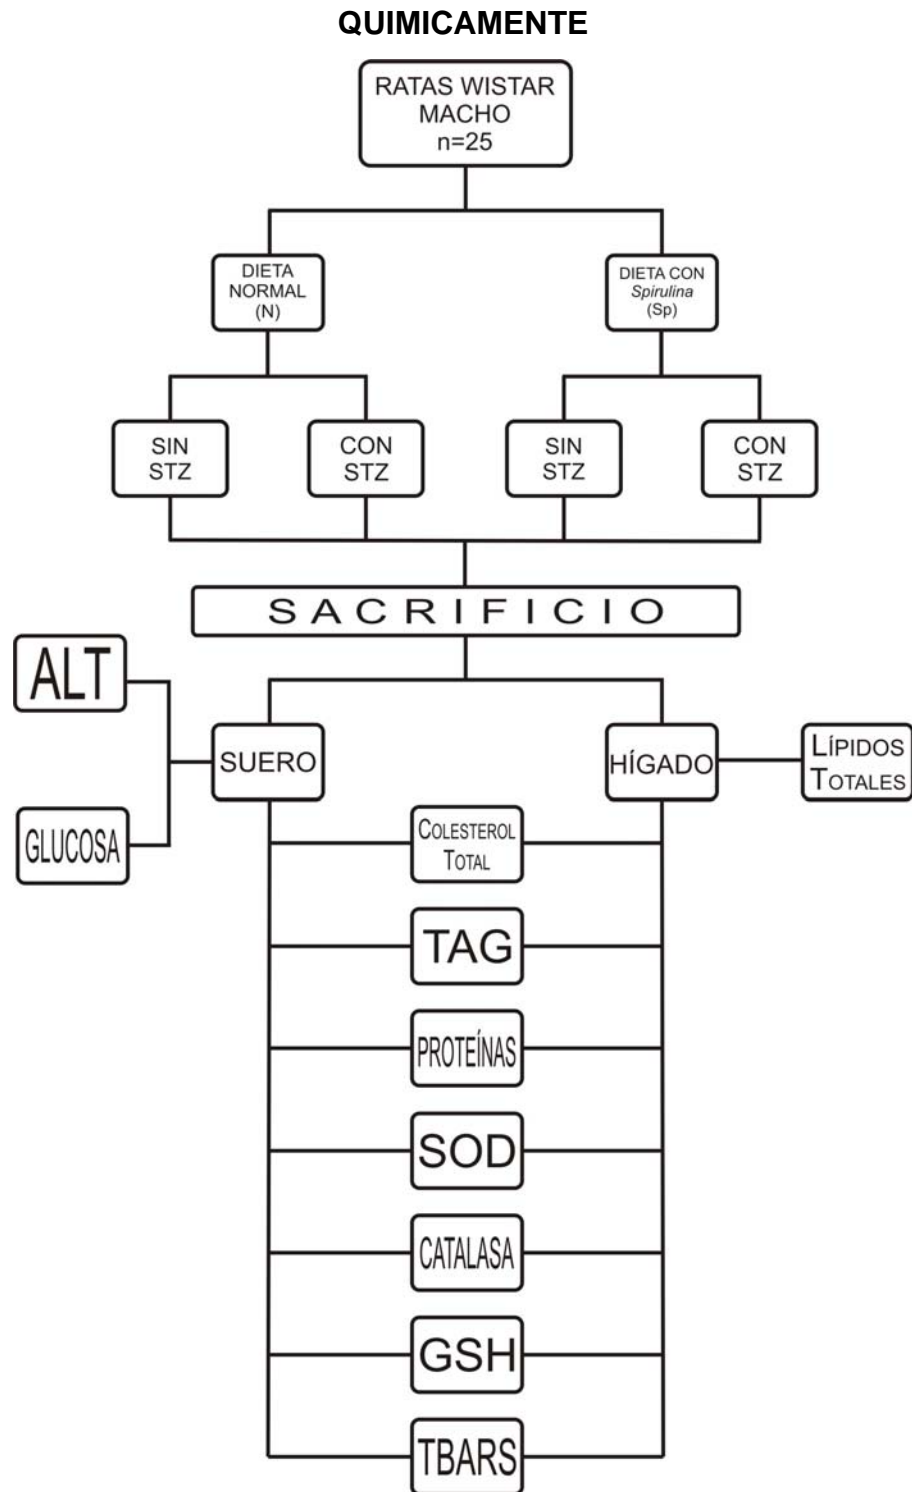 QUIMICAMENTE
RATAS WISTAR
MACHO
n=25
DIETA
NORMAL
(N)
DIETA CON
Spirulina
(Sp)
SIN
STZ
CON
STZ
SIN
STZ
CON
STZ
SACRIFICIO
ALT
GLUCOSA
SUERO
HÍGADO
LÍPIDOS
TOTALES
COLESTEROL
TOTAL
TAG
PROTEÍNAS
SOD
CATALASA
GSH
TBARS